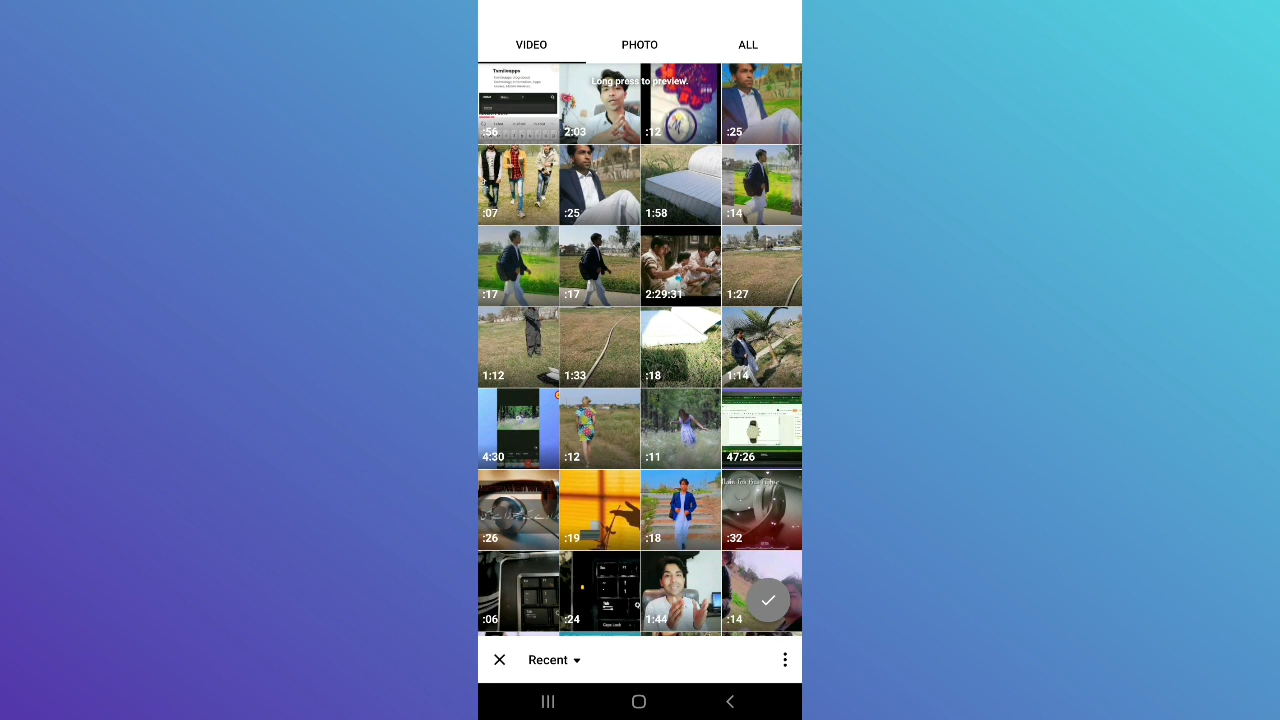 VIDEO PHOTO ALL
Tamilwapps
Long press to preview.
:56 2:03 :12 :25
:07 :25 1:58 :14
:17 :17 2:29:31 1:27
1:12 1:33 :18 1:14
4:30 :12 :11 47:26
:26 :19 :18 :32
:06 :24 1:44 :14
Recent